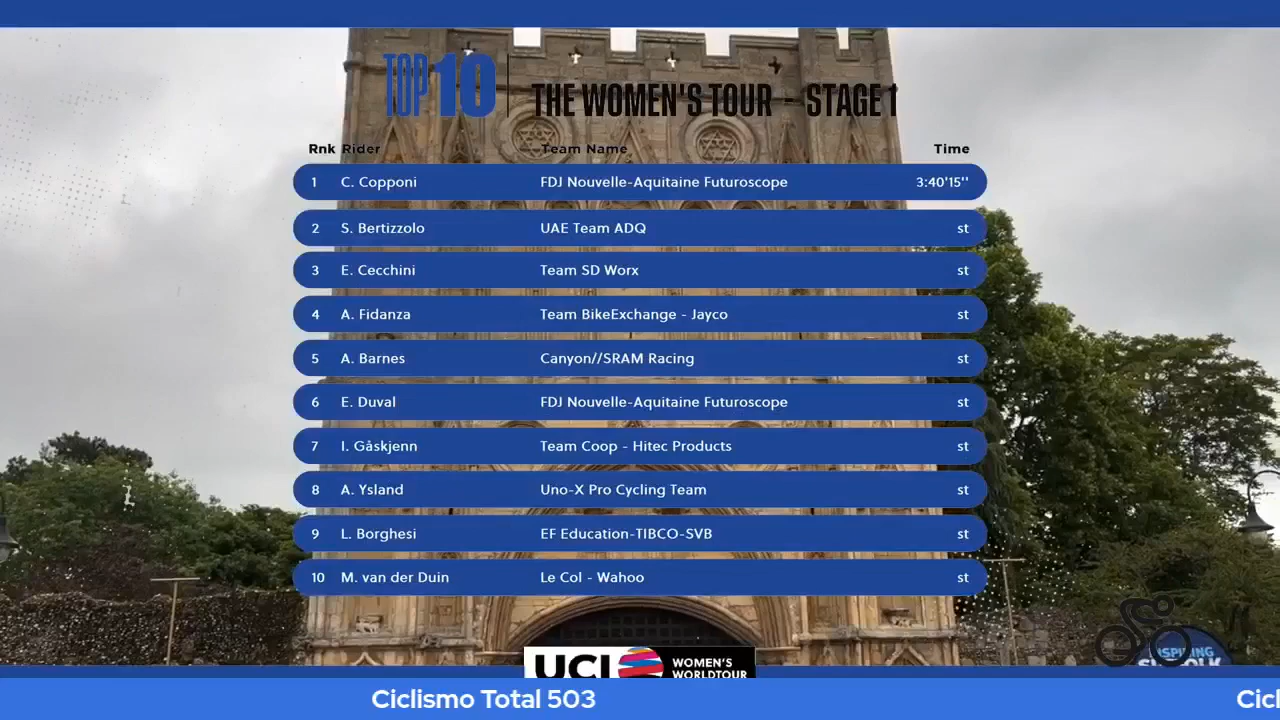 TOP 10 THE WOMEN'S TOUR - STAGE 1
Rnk Rider Team Name Time
1 C. Copponi FDJ Nouvelle-Aquitaine Futuroscope 3:40'15''
2 S. Bertizzolo UAE Team ADQ st
3 E. Cecchini Team SD Worx st
4 A. Fidanza Team BikeExchange - Jayco st
5 A. Barnes Canyon//SRAM Racing st
6 E. Duval FDJ Nouvelle-Aquitaine Futuroscope st
7 I. Gåskjenn Team Coop - Hitec Products st
8 A. Ysland Uno-X Pro Cycling Team st
9 L. Borghesi EF Education-TIBCO-SVB st
10 M. van der Duin Le Col - Wahoo st
UCI WOMEN'S
WORLDTOUR
Ciclismo Total 503